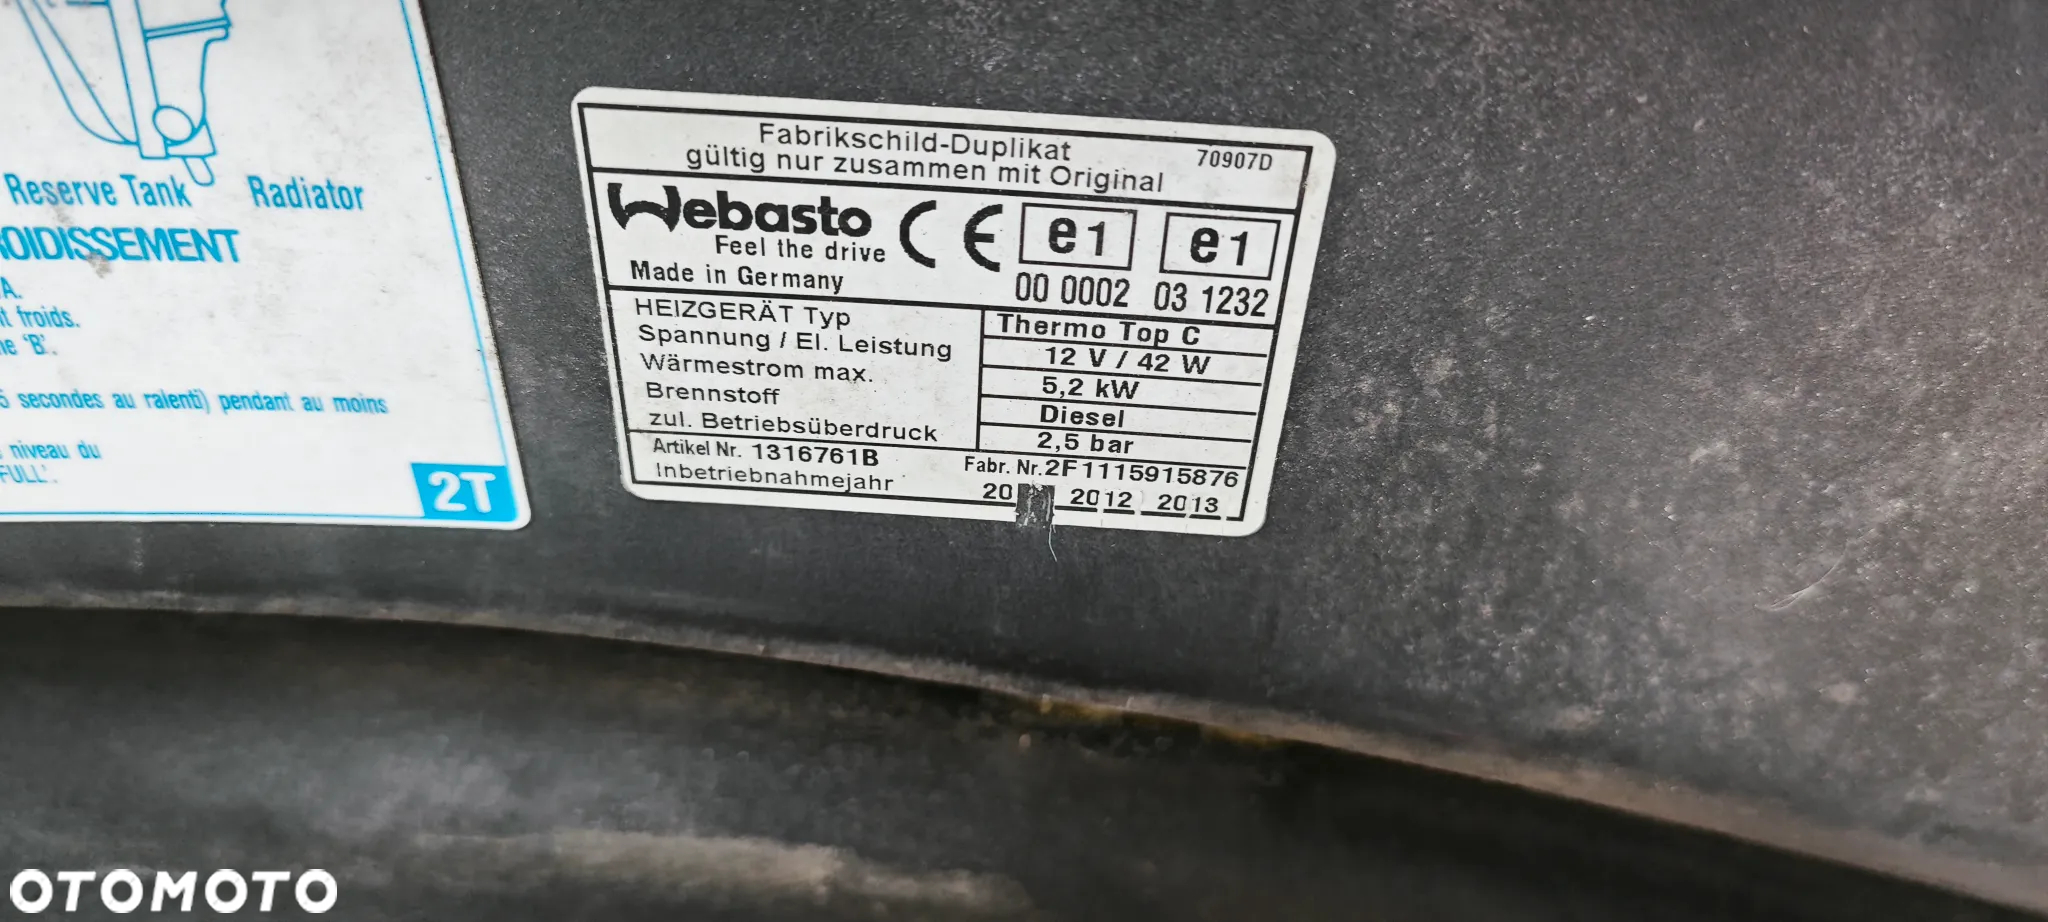 Reserve Tank Radiator
ROIDISSEMENT
A.
t froids.
ne 'B'.
5 secondes au ralenti) pendant au moins
niveau du
FULL'.
2T
Fabrikschild-Duplikat
gültig nur zusammen mit Original
70907D
Webasto
Feel the drive
Made in Germany
CE
e1
00 0002
e1
03 1232
HEIZGERÄT Typ Thermo Top C
Spannung / El. Leistung 12 V / 42 W
Wärmestrom max. 5,2 kW
Brennstoff Diesel
zul. Betriebsüberdruck 2,5 bar
Artikel Nr. 1316761B Fabr. Nr. 2F1115915876
Inbetriebnahmejahr 20 2012 2013
OTOMOTO